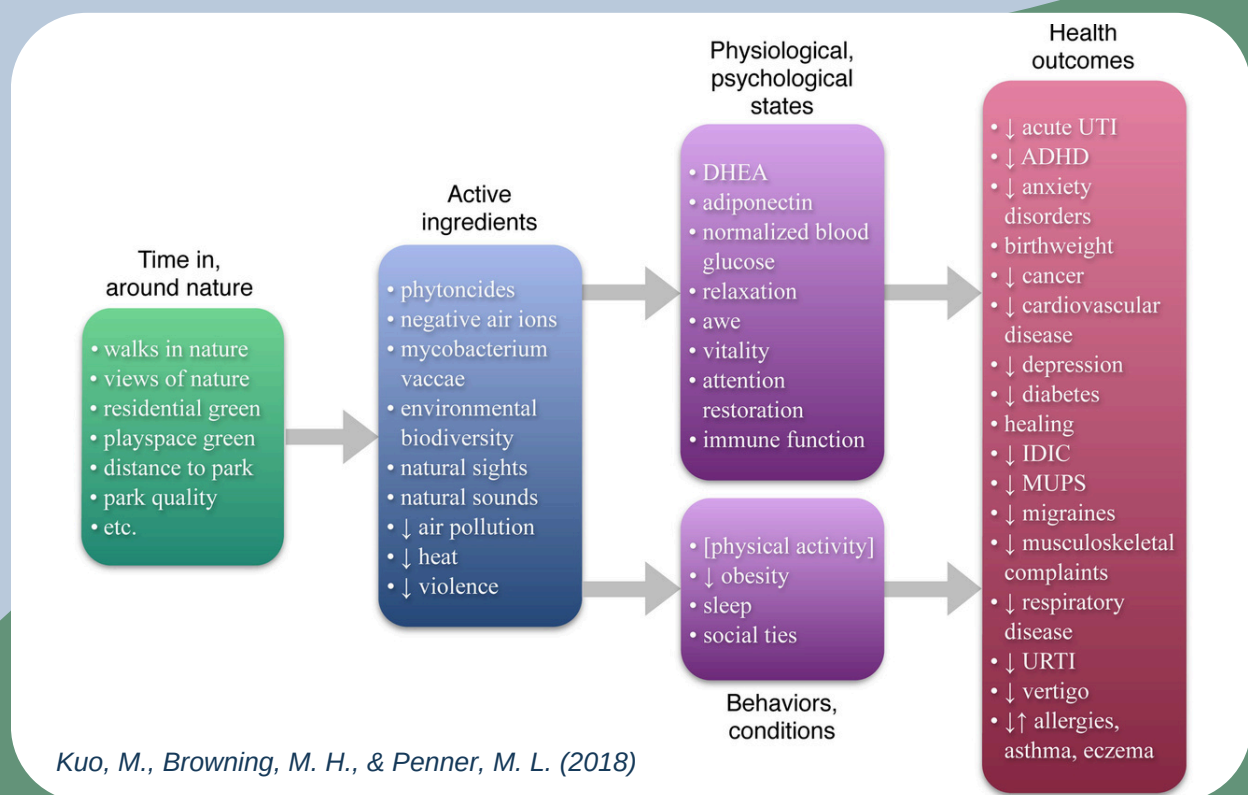 Time in,
around nature
• walks in nature
• views of nature
• residential green
• playspace green
• distance to park
• park quality
• etc.
Active
ingredients
• phytoncides
• negative air ions
• mycobacterium
vaccae
• environmental
biodiversity
• natural sights
• natural sounds
• ↓ air pollution
• ↓ heat
• ↓ violence
Physiological,
psychological
states
• DHEA
• adiponectin
• normalized blood
glucose
• relaxation
• awe
• vitality
• attention
restoration
• immune function
• [physical activity]
• ↓ obesity
• sleep
• social ties
Behaviors,
conditions
Health
outcomes
• ↓ acute UTI
• ↓ ADHD
• ↓ anxiety
disorders
• birthweight
• ↓ cancer
• ↓ cardiovascular
disease
• ↓ depression
• ↓ diabetes
• healing
• ↓ IDIC
• ↓ MUPS
• ↓ migraines
• ↓ musculoskeletal
complaints
• ↓ respiratory
disease
• ↓ URTI
• ↓ vertigo
• ↓↑ allergies,
asthma, eczema
Kuo, M., Browning, M. H., & Penner, M. L. (2018)